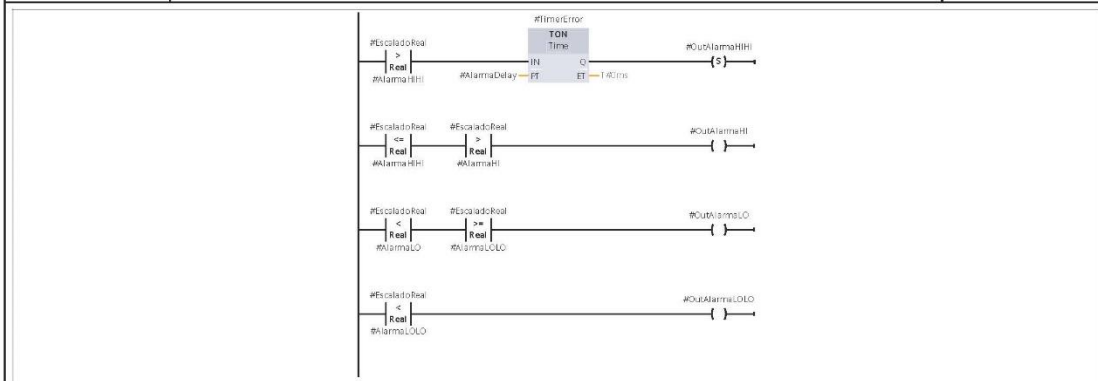 #TimerError
TON
Time
#EscaladoReal
>
Real
#AlarmaHIHI
IN
Q
#AlarmaDelay
PT
ET
T#0ms
#OutAlarmaHIHI
S
#EscaladoReal
<=
Real
#AlarmaHIHI
#EscaladoReal
>
Real
#AlarmaHI
#OutAlarmaHI
#EscaladoReal
<
Real
#AlarmaLO
#EscaladoReal
>=
Real
#AlarmaLOLO
#OutAlarmaLO
#EscaladoReal
<
Real
#AlarmaLOLO
#OutAlarmaLOLO